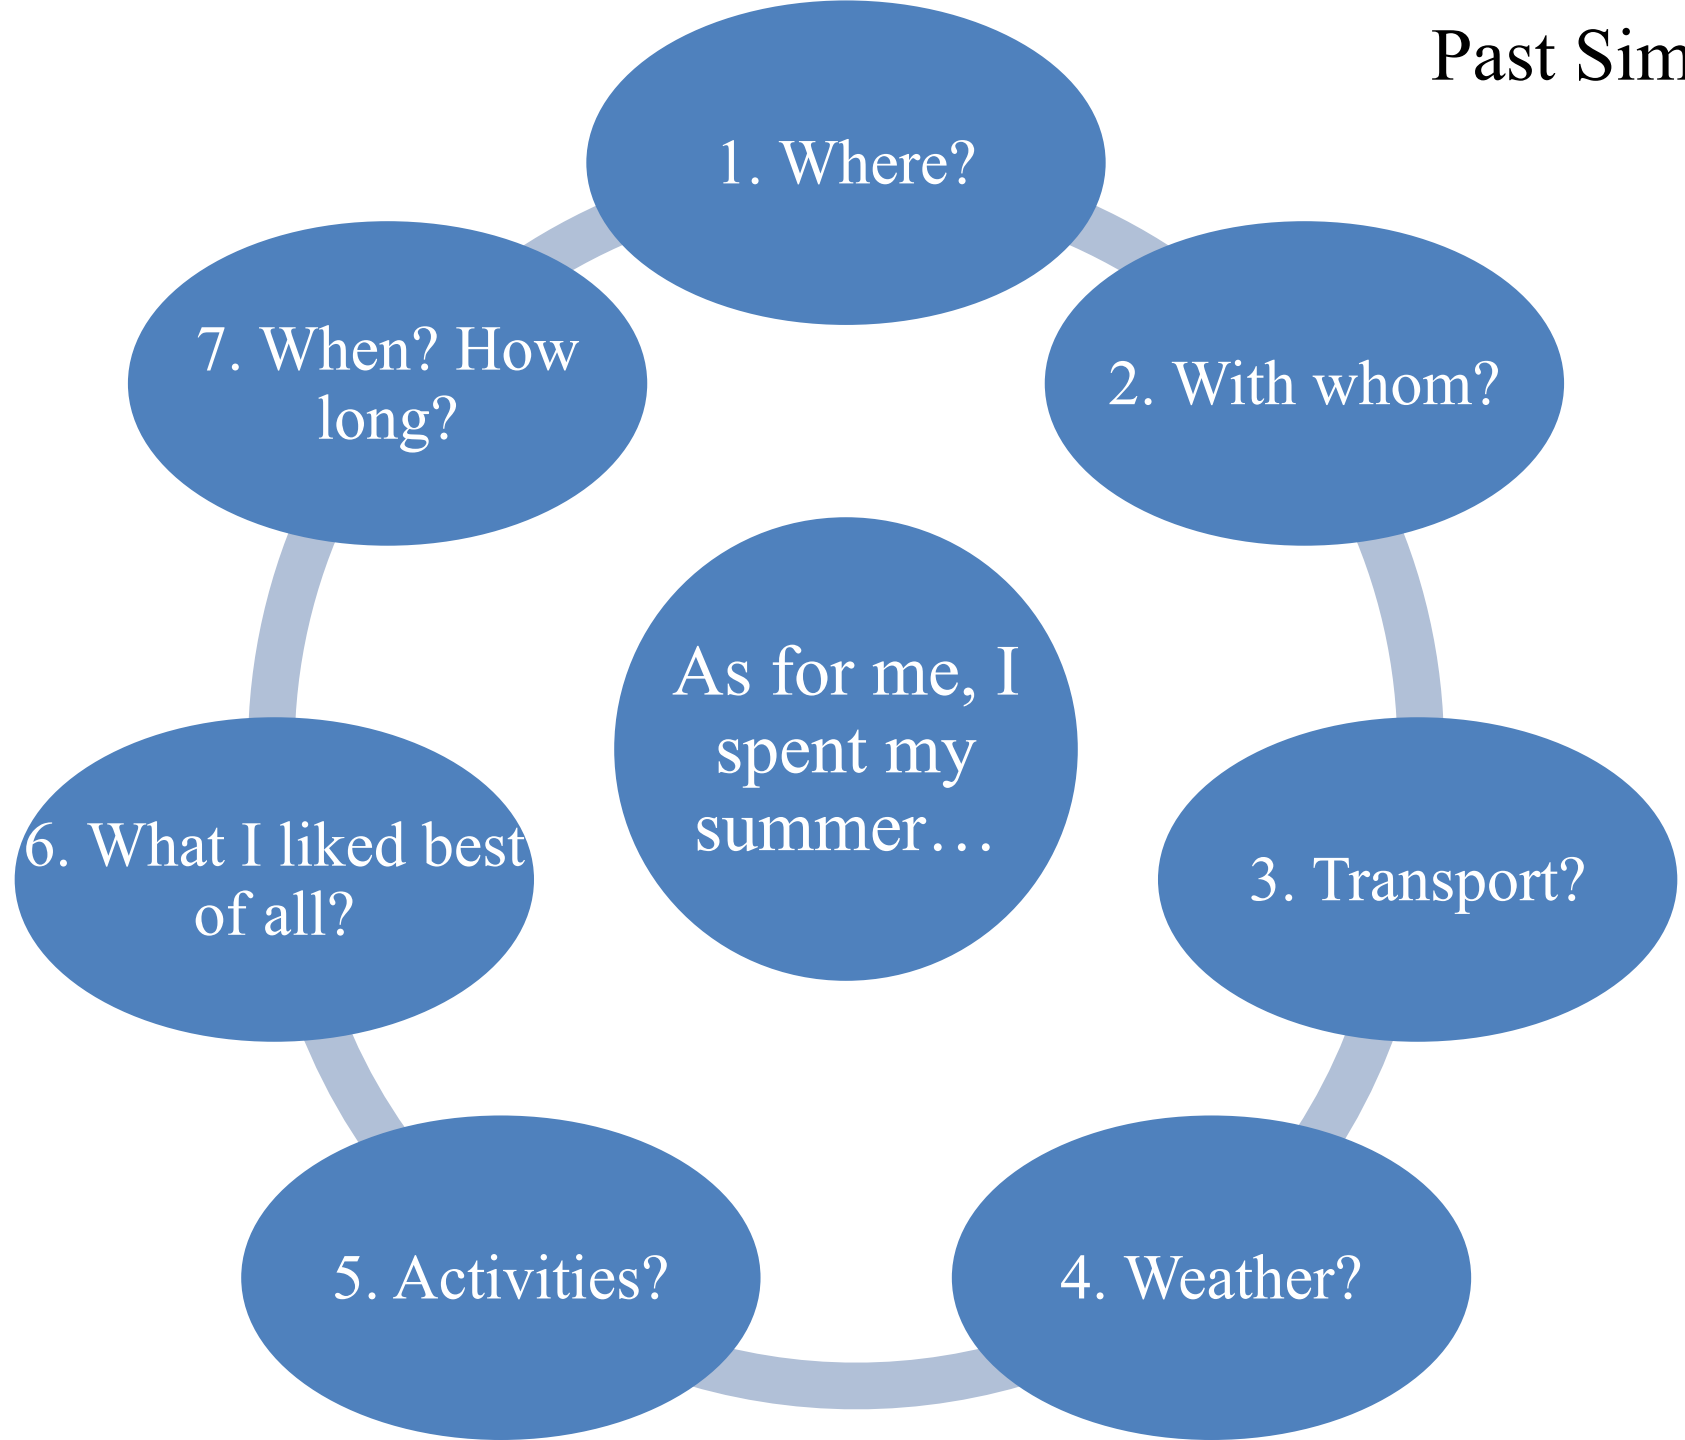 Past Sim
1. Where?
2. With whom?
3. Transport?
4. Weather?
5. Activities?
6. What I liked best
of all?
7. When? How
long?
As for me, I
spent my
summer…